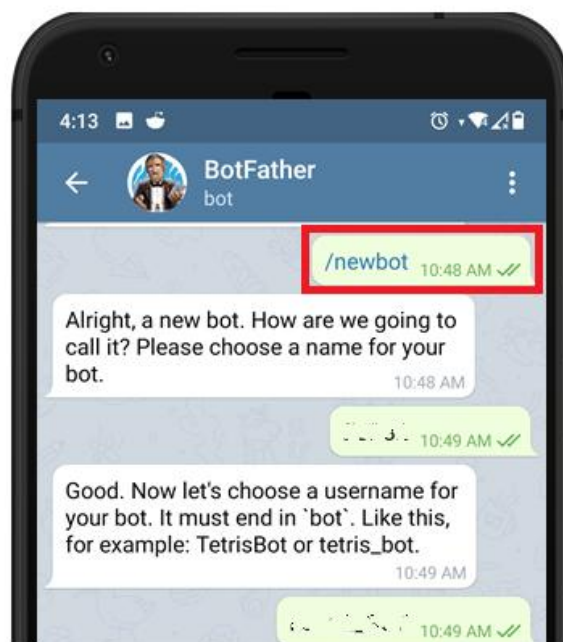 4:13
BotFather
bot
/newbot 10:48 AM
Alright, a new bot. How are we going to
call it? Please choose a name for your
bot.
10:48 AM
10:49 AM
Good. Now let's choose a username for
your bot. It must end in `bot`. Like this,
for example: TetrisBot or tetris_bot.
10:49 AM
10:49 AM